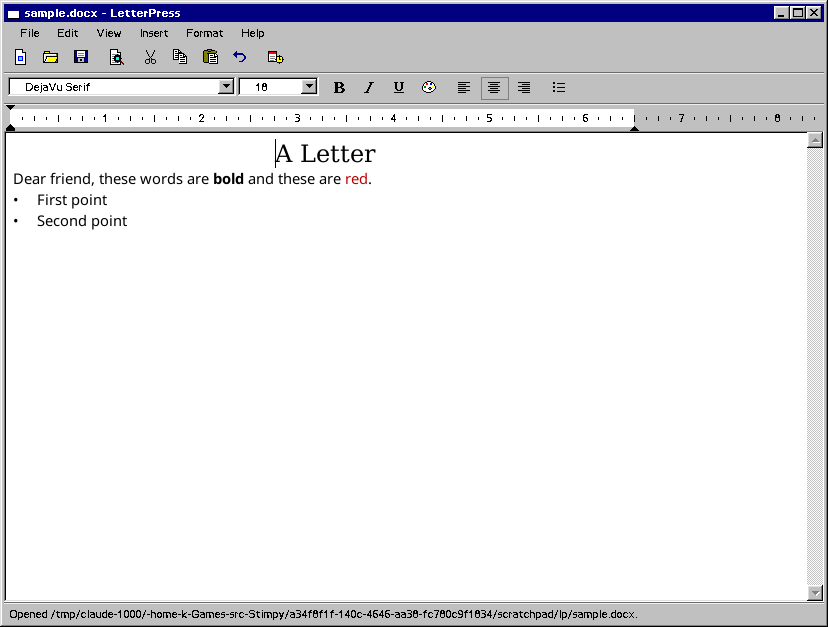 sample.docx - LetterPress
File Edit View Insert Format Help
DejaVu Serif 18 B I U
1 2 3 4 5 6 7 8
A Letter
Dear friend, these words are bold and these are red.
• First point
• Second point
Opened /tmp/claude-1000/-home-k-Games-src-Stimpy/a34f8f1f-140c-4646-aa38-fc780c9f1834/scratchpad/lp/sample.docx.